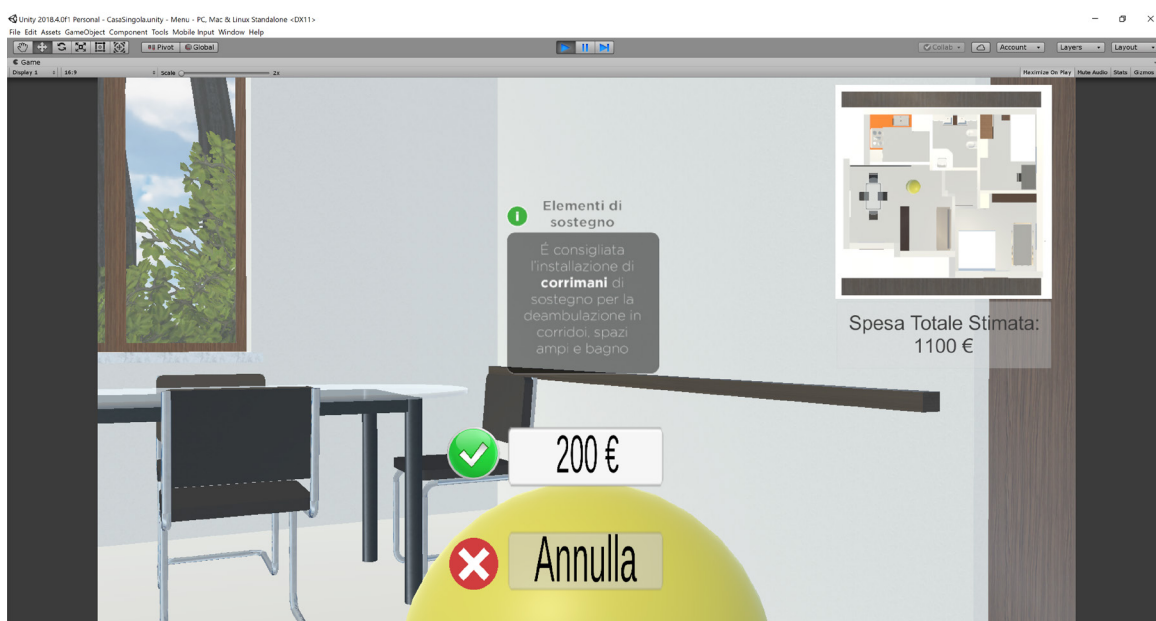 Unity 2018.4.0f1 Personal - CasaSingola.unity - Menu - PC, Mac & Linux Standalone <DX11>
File Edit Assets GameObject Component Tools Mobile Input Window Help
Pivot Global Collab Account Layers Layout
Game
Display 1 16:9 Scale 2x Maximize On Play Mute Audio Stats Gizmos
Elementi di
sostegno
È consigliata
l'installazione di
corrimani di
sostegno per la
deambulazione in
corridoi, spazi
ampi e bagno
Spesa Totale Stimata:
1100 €
200 €
Annulla